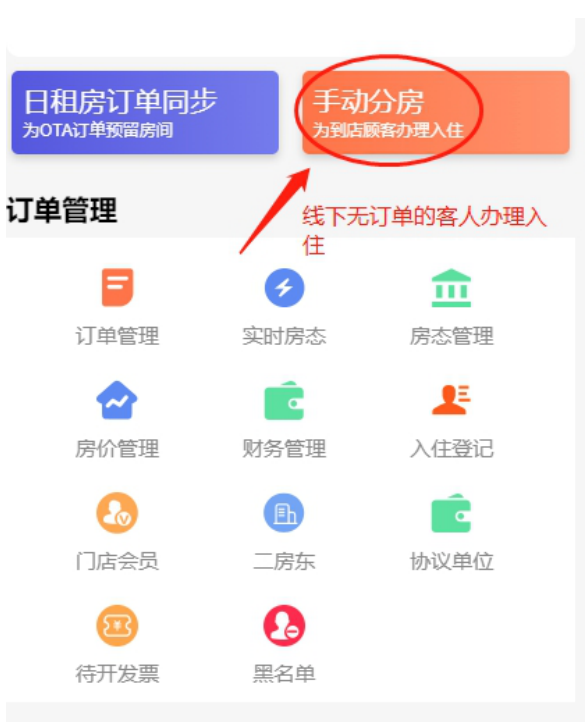 日租房订单同步
为OTA订单预留房间
手动分房
为到店顾客办理入住
订单管理
线下无订单的客人办理入
住
订单管理
实时房态
房态管理
房价管理
财务管理
入住登记
门店会员
二房东
协议单位
待开发票
黑名单